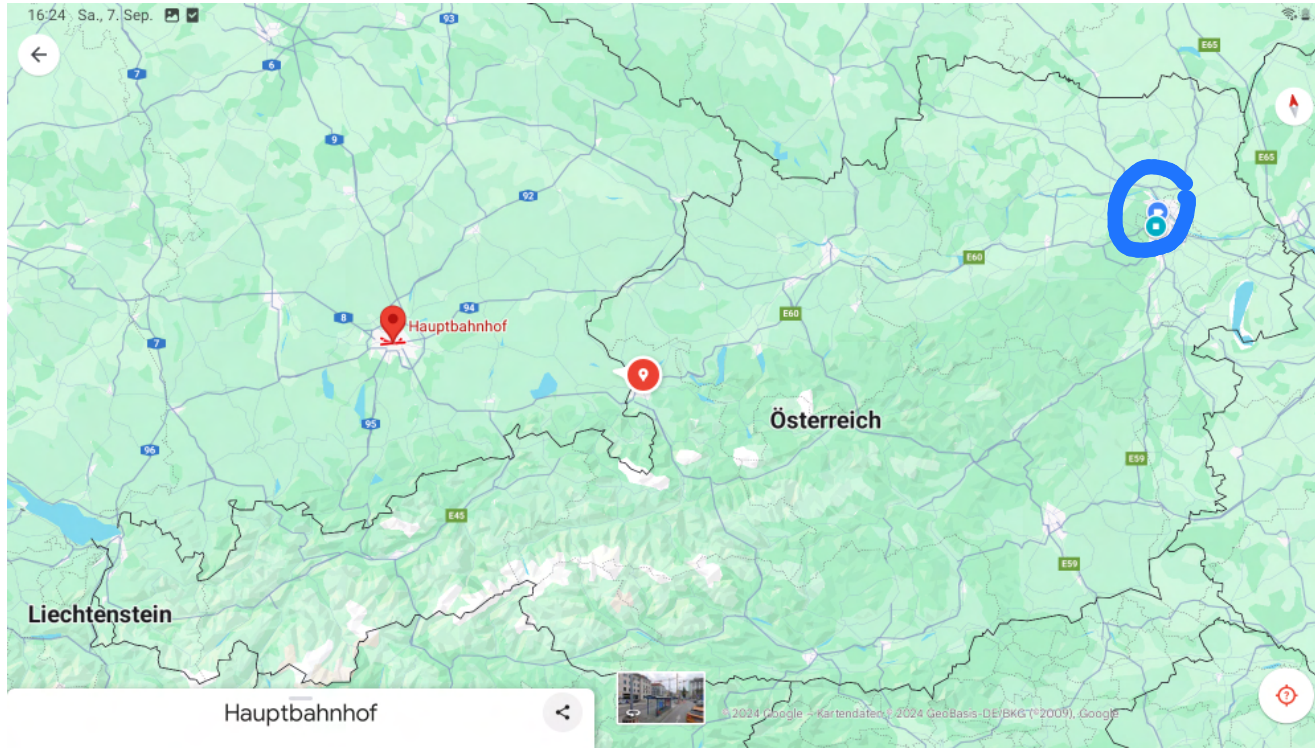 16:24 Sa., 7. Sep.
93
E65
6
7
9
E65
92
E60
94
E60
8
Hauptbahnhof
7
Österreich
95
96
E59
E45
E59
Liechtenstein
Hauptbahnhof
© 2024 Google – Kartendaten © 2024 GeoBasis-DE/BKG (©2009), Google